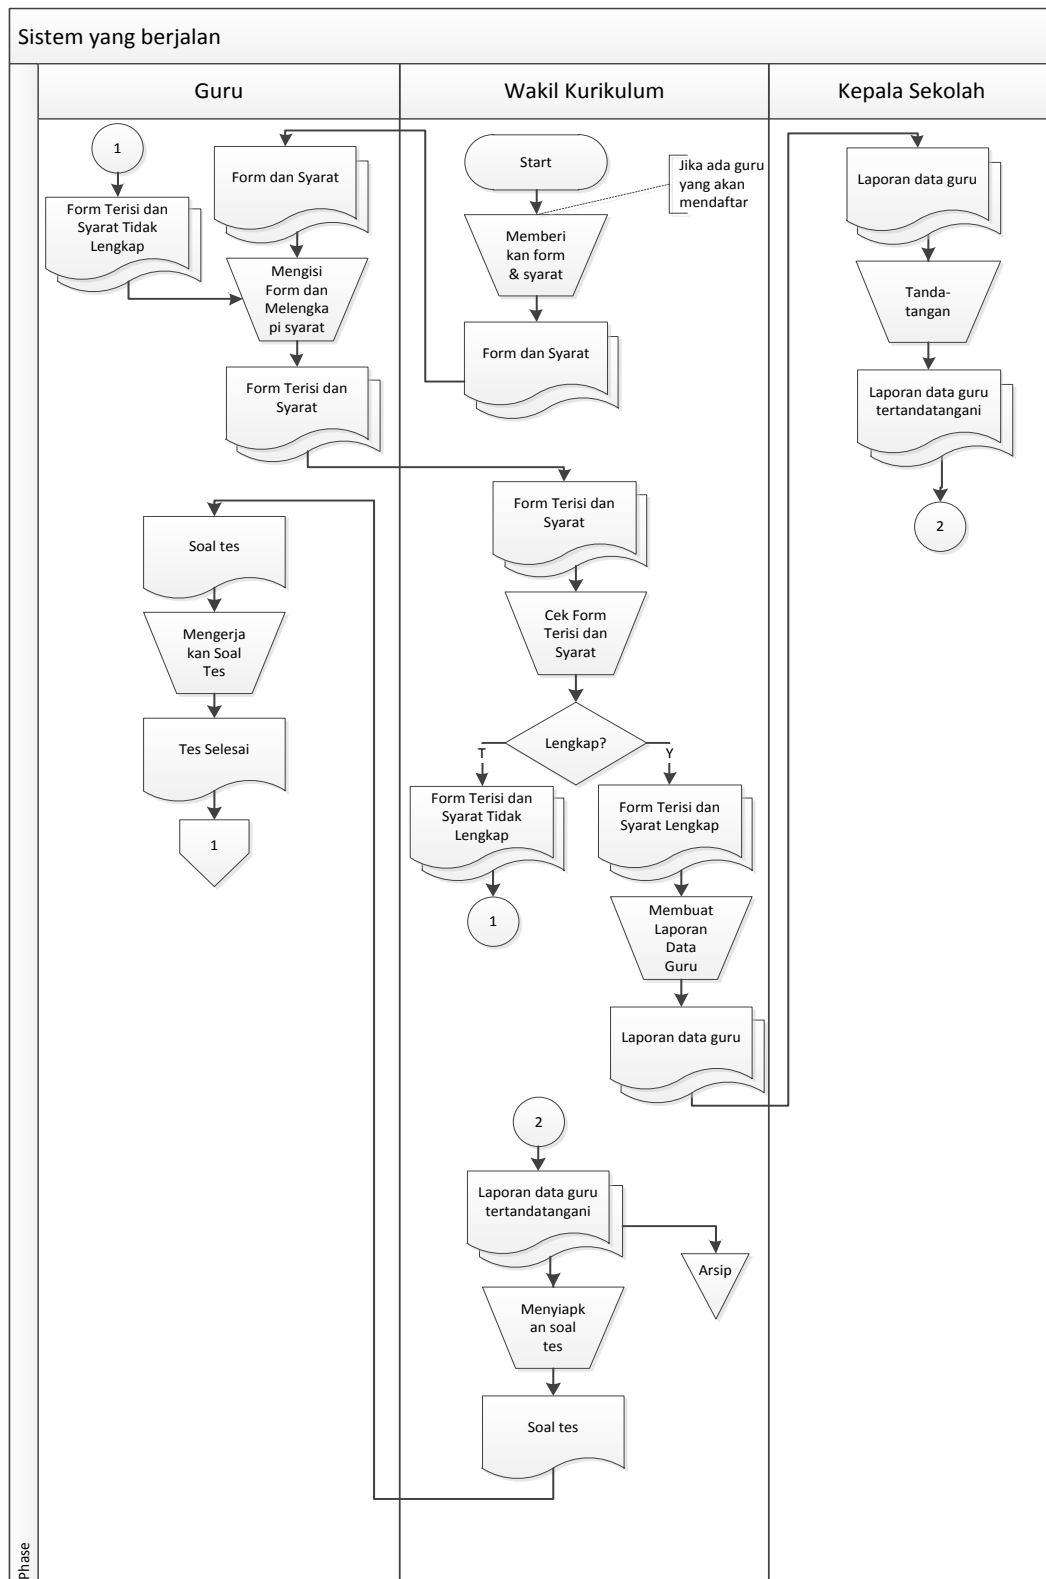 Sistem yang berjalan
Guru
Wakil Kurikulum
Kepala Sekolah
1
Form Terisi dan
Syarat Tidak
Lengkap
Form dan Syarat
Mengisi
Form dan
Melengka
pi syarat
Form Terisi dan
Syarat
Soal tes
Mengerja
kan Soal
Tes
Tes Selesai
1
Start
Jika ada guru
yang akan
mendaftar
Memberi
kan form
& syarat
Form dan Syarat
Form Terisi dan
Syarat
Cek Form
Terisi dan
Syarat
Lengkap?
T
Y
Form Terisi dan
Syarat Tidak
Lengkap
1
Form Terisi dan
Syarat Lengkap
Membuat
Laporan
Data
Guru
Laporan data guru
2
Laporan data guru
tertandatangani
Arsip
Menyiapk
an soal
tes
Soal tes
Laporan data guru
Tanda-
tangan
Laporan data guru
tertandatangani
2
Phase